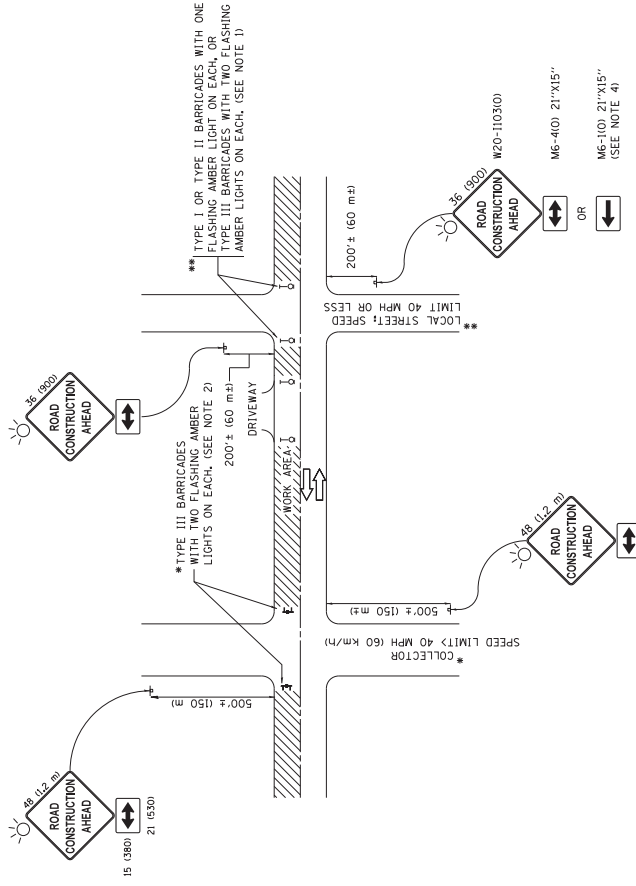 ** TYPE I OR TYPE II BARRICADES WITH ONE
FLASHING AMBER LIGHT ON EACH, OR
TYPE III BARRICADES WITH TWO FLASHING
AMBER LIGHTS ON EACH. (SEE NOTE 1)
36 (900)
ROAD
CONSTRUCTION
AHEAD
200'± (60 m±)
DRIVEWAY
*TYPE III BARRICADES
WITH TWO FLASHING AMBER
LIGHTS ON EACH. (SEE NOTE 2)
WORK AREA
48 (1.2 m)
ROAD
CONSTRUCTION
AHEAD
15 (380)
21 (530)
500'± (150 m)
* COLLECTOR
SPEED LIMIT> 40 MPH (60 km/h)
500'± (150 m±)
48 (1.2 m)
ROAD
CONSTRUCTION
AHEAD
** LOCAL STREET: SPEED
LIMIT 40 MPH OR LESS
200'± (60 m±)
36 (900)
ROAD
CONSTRUCTION
AHEAD
W20-1103(0)
M6-4(0) 21"X15"
OR
M6-1(0) 21"X15"
(SEE NOTE 4)